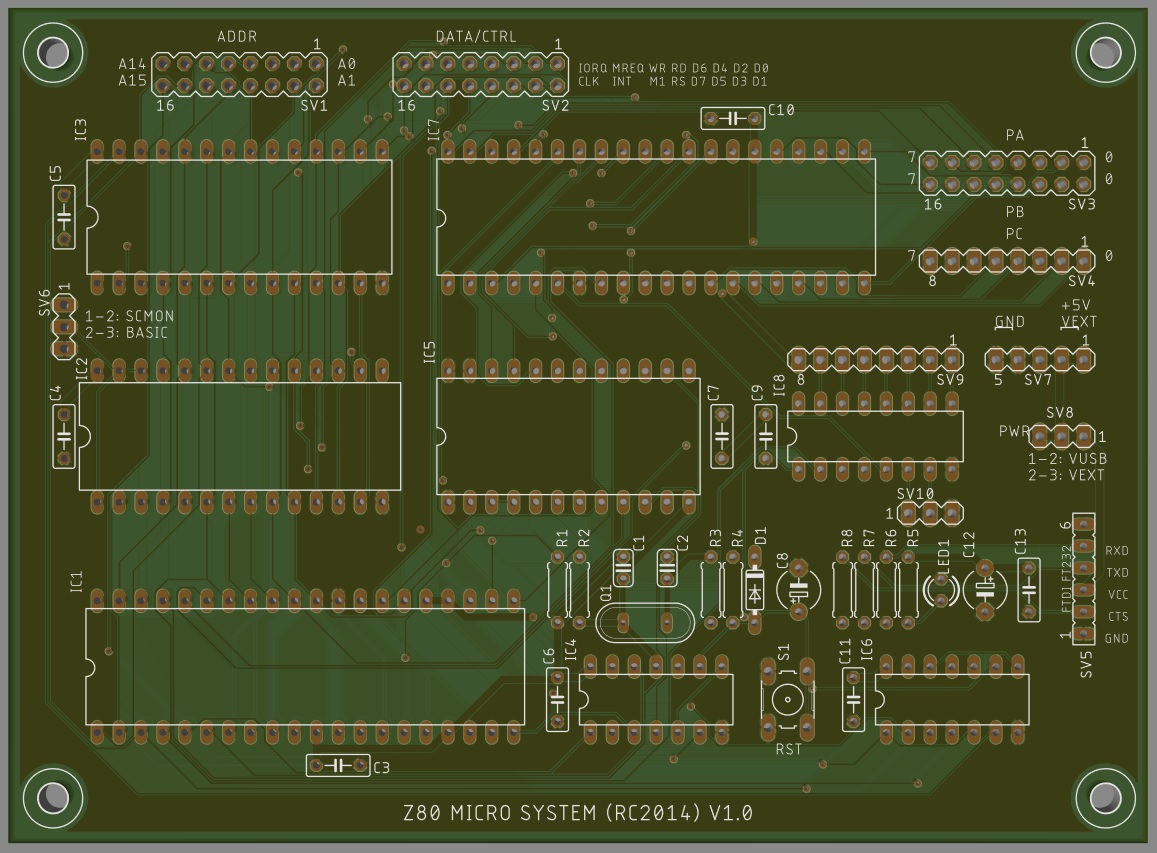 ADDR
1
A14
A15
A0
A1
16
SV1
DATA/CTRL
1
16
SV2
IORQ MREQ WR RD D6 D4 D2 D0
CLK INT M1 RS D7 D5 D3 D1
C10
IC3
IC7
PA
1
7
0
7
0
16
SV3
PB
PC
1
7
0
8
SV4
C5
SV6
1
1-2: SCMON
2-3: BASIC
+5V
GND
VEXT
1
5
SV7
1
8
SV9
IC2
IC5
C4
C7
C9
IC8
SV8
PWR
1
1-2: VUSB
2-3: VEXT
SV10
1
R1
R2
C1
C2
R3
R4
D1
C8
R8
R7
R6
R5
LED1
C12
C13
6
FTDI FT232
1
RXD
TXD
VCC
CTS
GND
SV5
IC1
Q1
C6
IC4
S1
RST
C11
IC6
C3
Z80 MICRO SYSTEM (RC2014) V1.0